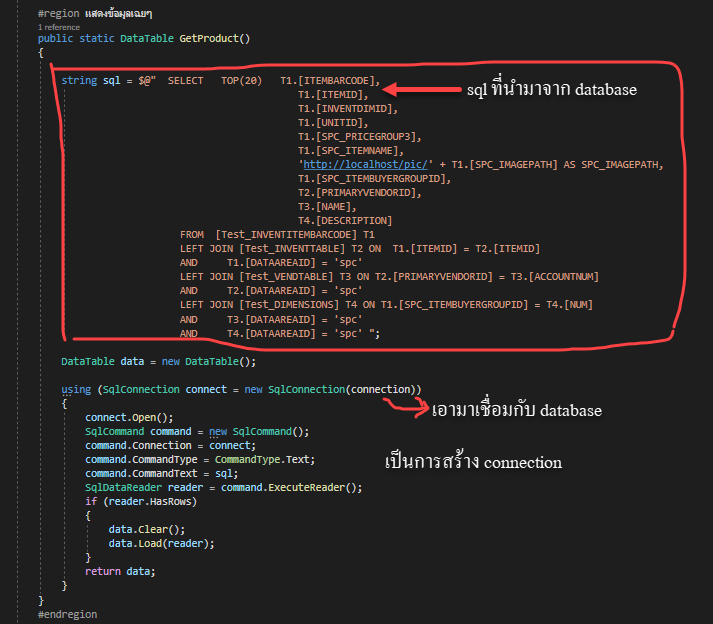 #region แสดงข้อมูลเฉยๆ
1 reference
public static DataTable GetProduct()
{
string sql = $@" SELECT TOP(20) T1.[ITEMBARCODE],
T1.[ITEMID],
sql ที่นำมาจาก database
T1.[INVENTDIMID],
T1.[UNITID],
T1.[SPC_PRICEGROUP3],
T1.[SPC_ITEMNAME],
'http://localhost/pic/' + T1.[SPC_IMAGEPATH] AS SPC_IMAGEPATH,
T1.[SPC_ITEMBUYERGROUPID],
T2.[PRIMARYVENDORID],
T3.[NAME],
T4.[DESCRIPTION]
FROM [Test_INVENTITEMBARCODE] T1
LEFT JOIN [Test_INVENTTABLE] T2 ON T1.[ITEMID] = T2.[ITEMID]
AND T1.[DATAAREAID] = 'spc'
LEFT JOIN [Test_VENDTABLE] T3 ON T2.[PRIMARYVENDORID] = T3.[ACCOUNTNUM]
AND T2.[DATAAREAID] = 'spc'
LEFT JOIN [Test_DIMENSIONS] T4 ON T1.[SPC_ITEMBUYERGROUPID] = T4.[NUM]
AND T3.[DATAAREAID] = 'spc'
AND T4.[DATAAREAID] = 'spc' ";
DataTable data = new DataTable();
using (SqlConnection connect = new SqlConnection(connection))
{
เอามาเชื่อมกับ database
connect.Open();
SqlCommand command = new SqlCommand();
command.Connection = connect;
command.CommandType = CommandType.Text;
เป็นการสร้าง connection
command.CommandText = sql;
SqlDataReader reader = command.ExecuteReader();
if (reader.HasRows)
{
data.Clear();
data.Load(reader);
}
return data;
}
}
#endregion